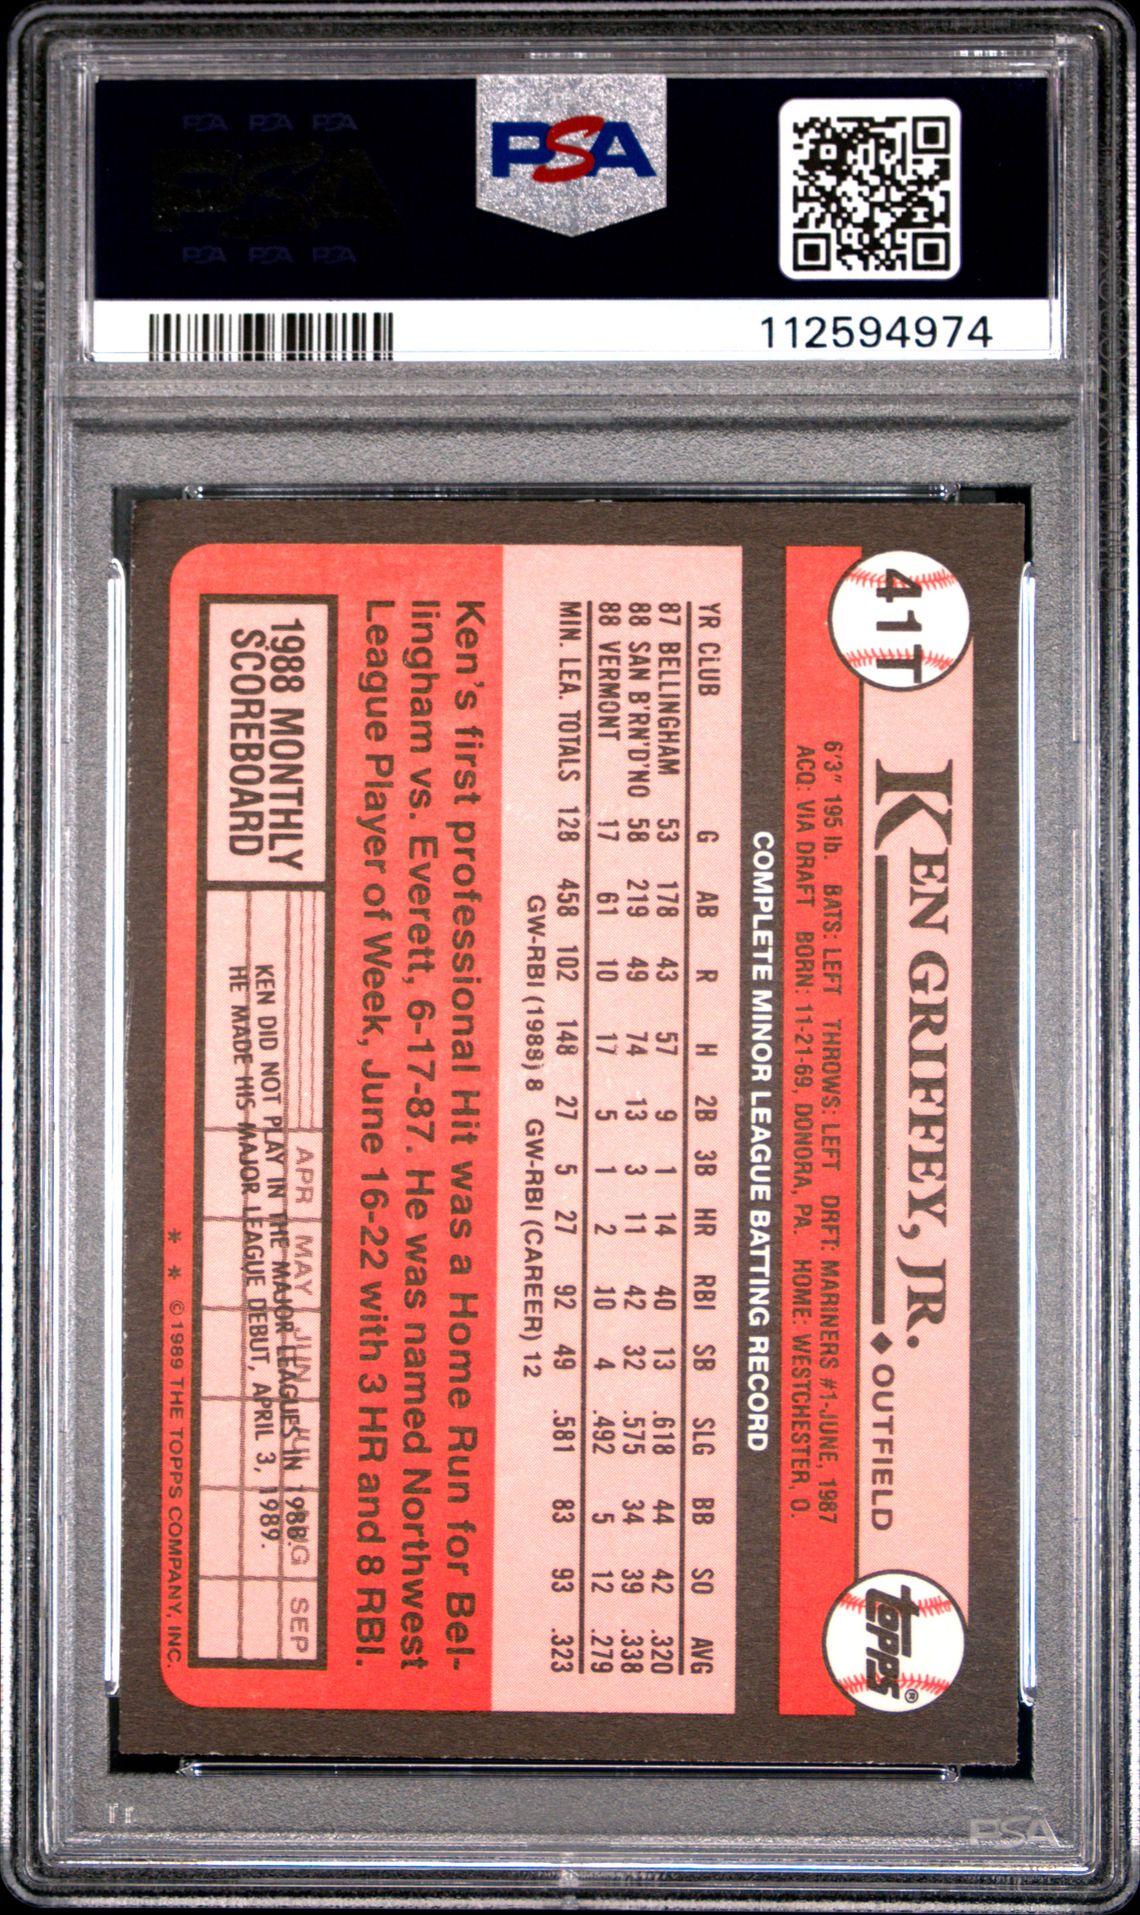 PSA PSA PSA
PSA
PSA PSA PSA
PSA
112594974
41T
KEN GRIFFEY, JR. ◆ OUTFIELD
topps®
6'3" 195 lb. BATS: LEFT THROWS: LEFT DRFT: MARINERS #1-JUNE, 1987
ACQ: VIA DRAFT BORN: 11-21-69, DONORA, PA. HOME: WESTCHESTER, O.
COMPLETE MINOR LEAGUE BATTING RECORD
YR CLUB G AB R H 2B 3B HR RBI SB SLG BB SO AVG
87 BELLINGHAM 53 178 43 57 9 1 14 40 13 .618 44 42 .320
88 SAN B'RN'D'NO 58 219 49 74 13 3 11 42 32 .575 34 39 .338
88 VERMONT 17 61 10 17 5 1 2 10 4 .492 5 12 .279
MIN. LEA. TOTALS 128 458 102 148 27 5 27 92 49 .581 83 93 .323
GW-RBI (1988) 8 GW-RBI (CAREER) 12
Ken's first professional Hit was a Home Run for Bel-
lingham vs. Everett, 6-17-87. He was named Northwest
League Player of Week, June 16-22 with 3 HR and 8 RBI.
1988 MONTHLY
SCOREBOARD
APR MAY JUN JUL AUG SEP
KEN DID NOT PLAY IN THE MAJOR LEAGUES IN 1988.
HE MADE HIS MAJOR LEAGUE DEBUT, APRIL 3, 1989.
* * © 1989 THE TOPPS COMPANY, INC.
PSA